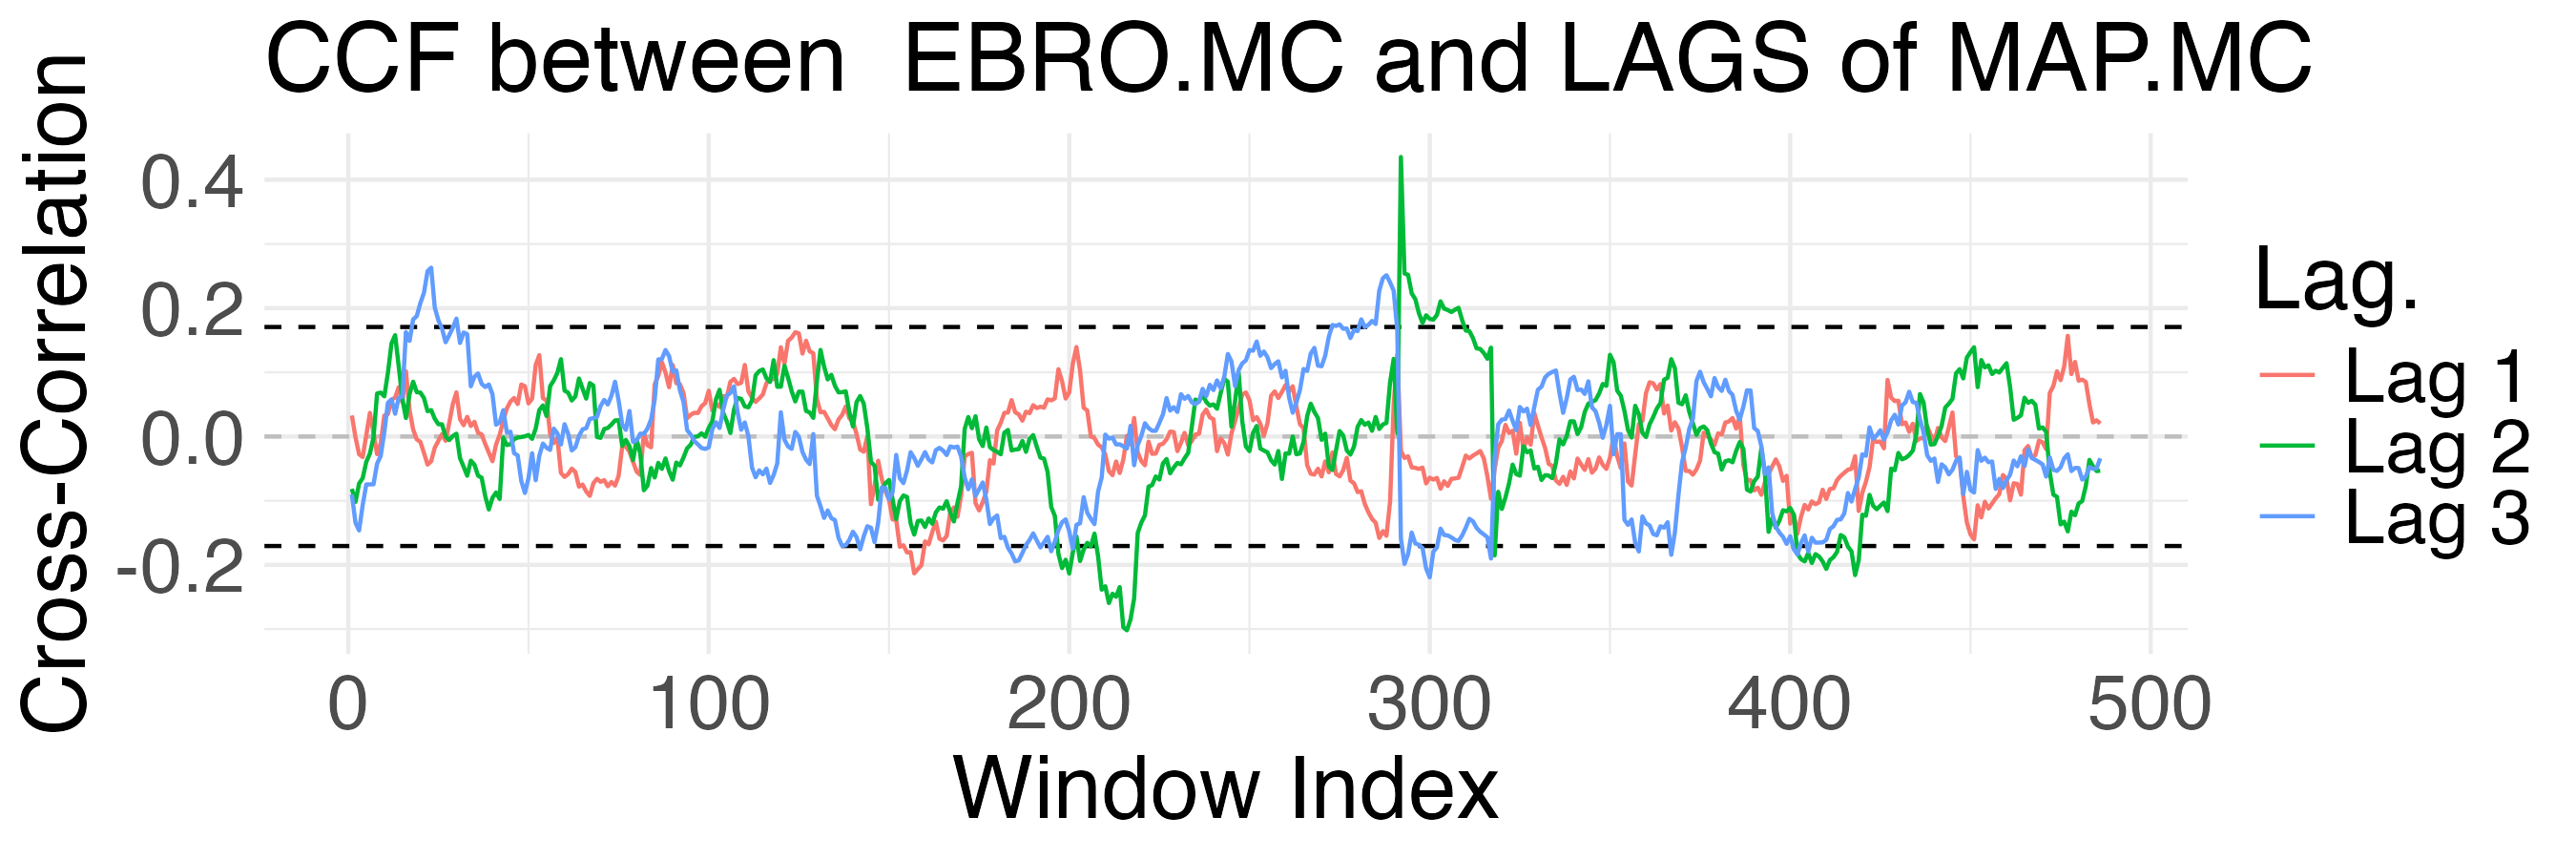 CCF between  EBRO.MC and LAGS of MAP.MC
Cross-Correlation
0.4
0.2
0.0
-0.2
0 100 200 300 400 500
Window Index
Lag.
Lag 1
Lag 2
Lag 3